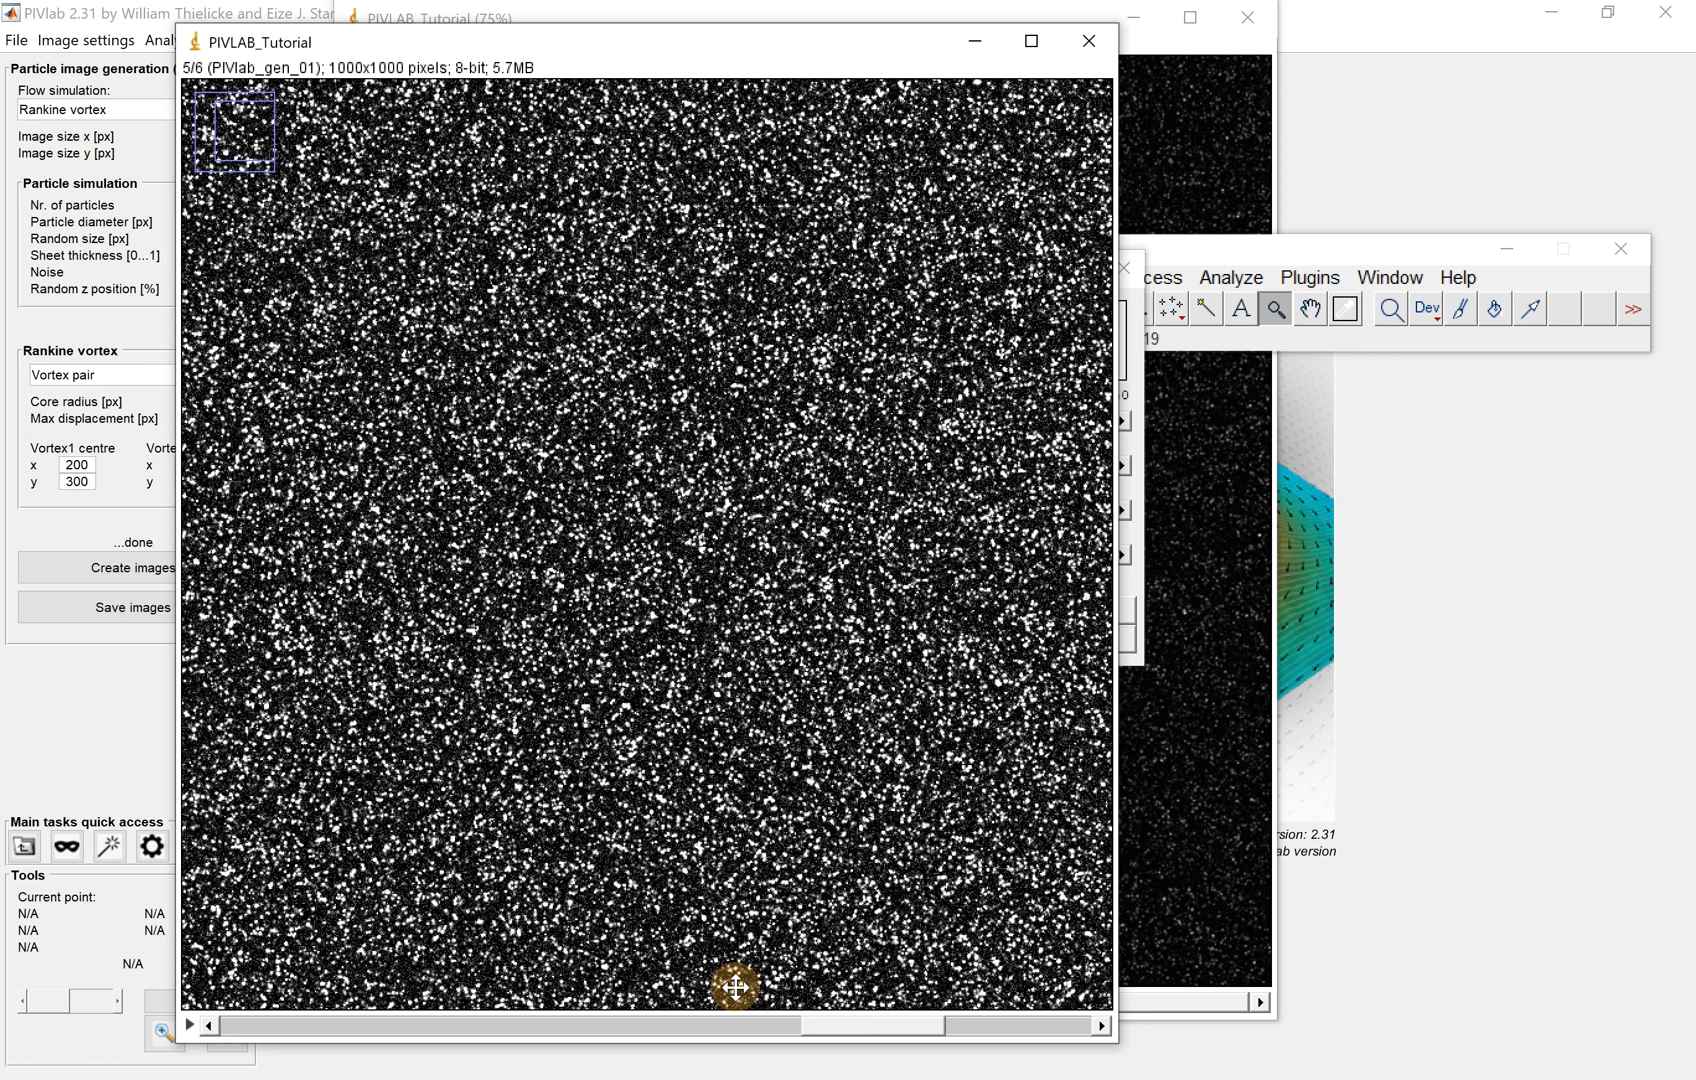 PIVlab 2.31 by William Thielicke and Eize J. Star
File Image settings Anal
Particle image generation (
Flow simulation:
Rankine vortex
Image size x [px]
Image size y [px]
Particle simulation
Nr. of particles
Particle diameter [px]
Random size [px]
Sheet thickness [0...1]
Noise
Random z position [%]
Rankine vortex
Vortex pair
Core radius [px]
Max displacement [px]
Vortex1 centre Vorte
x 200 x
y 300 y
...done
Create images
Save images
Main tasks quick access
Tools
Current point:
N/A N/A
N/A N/A
N/A
N/A
PIVLAB_Tutorial (75%)
PIVLAB_Tutorial
5/6 (PIVlab_gen_01); 1000x1000 pixels; 8-bit; 5.7MB
cess Analyze Plugins Window Help
A Dev >>
19
0
rsion: 2.31
ab version